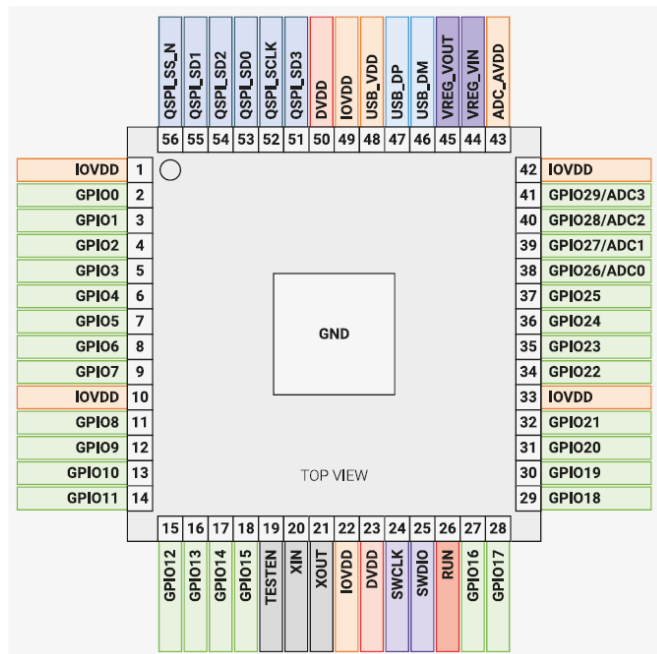 QSPI_SS_N
QSPI_SD1
QSPI_SD2
QSPI_SD0
QSPI_SCLK
QSPI_SD3
DVDD
IOVDD
USB_VDD
USB_DP
USB_DM
VREG_VOUT
VREG_VIN
ADC_AVDD
56 55 54 53 52 51 50 49 48 47 46 45 44 43
IOVDD 1
GPIO0 2
GPIO1 3
GPIO2 4
GPIO3 5
GPIO4 6
GPIO5 7
GPIO6 8
GPIO7 9
IOVDD 10
GPIO8 11
GPIO9 12
GPIO10 13
GPIO11 14
GND
TOP VIEW
42 IOVDD
41 GPIO29/ADC3
40 GPIO28/ADC2
39 GPIO27/ADC1
38 GPIO26/ADC0
37 GPIO25
36 GPIO24
35 GPIO23
34 GPIO22
33 IOVDD
32 GPIO21
31 GPIO20
30 GPIO19
29 GPIO18
15 16 17 18 19 20 21 22 23 24 25 26 27 28
GPIO12
GPIO13
GPIO14
GPIO15
TESTEN
XIN
XOUT
IOVDD
DVDD
SWCLK
SWDIO
RUN
GPIO16
GPIO17